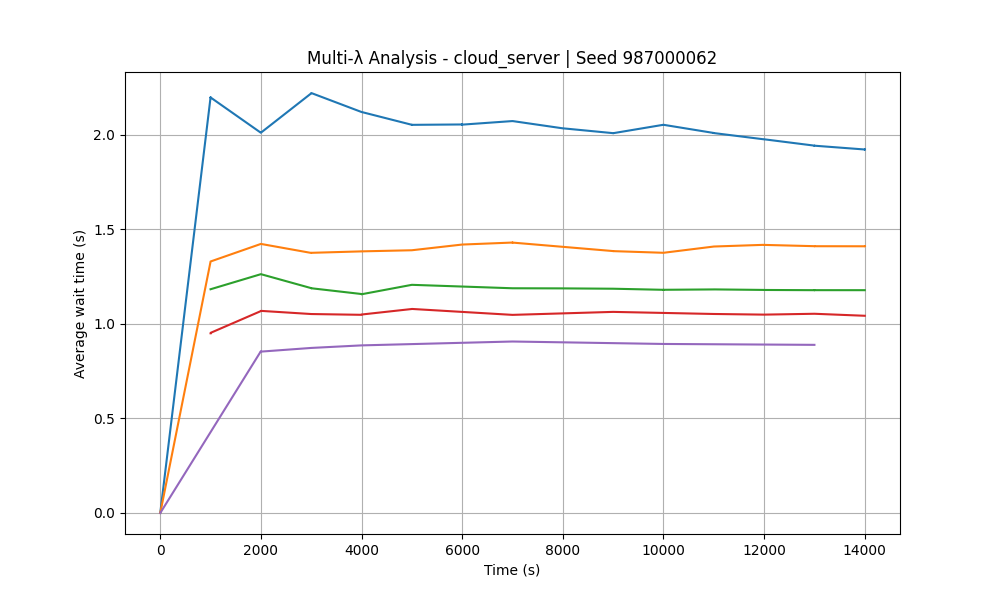 Multi-λ Analysis - cloud_server | Seed 987000062
Average wait time (s)
2.0
1.5
1.0
0.5
0.0
0 2000 4000 6000 8000 10000 12000 14000
Time (s)